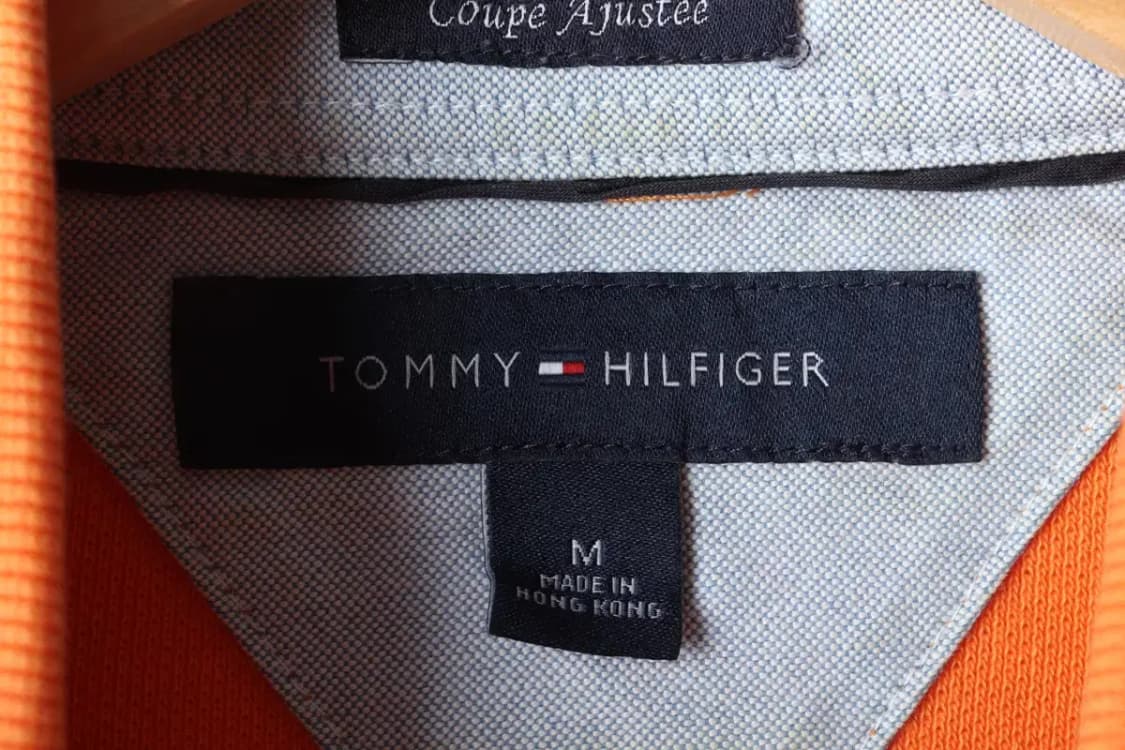 Coupe Ajustée
TOMMY HILFIGER
M
MADE IN
HONG KONG